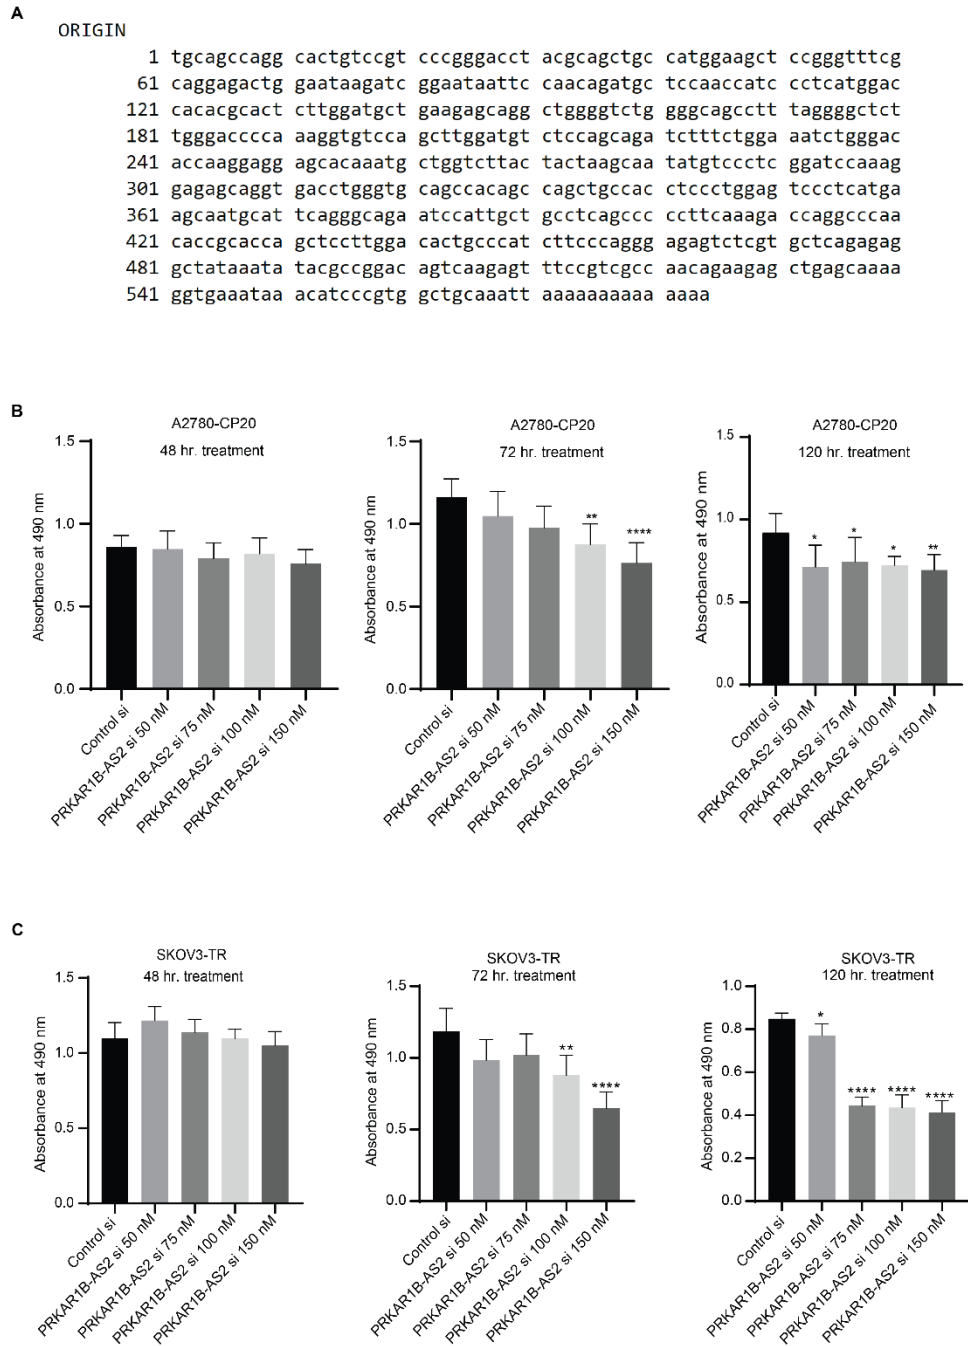 A
ORIGIN
1 tgcagccagg cactgtccgt cccgggacct acgcagctgc catggaagct ccgggtttcg
61 caggagactg gaataagatc ggaataattc caacagatgc tccaaccatc ccctcatggac
121 cacacgcact cttggatgct gaagagcagg ctggggtctg gggcagcctt taggggctct
181 tgggacccca aaggtgtcca gcttggatgt ctccagcaga tctttctgga aatctgggac
241 accaaggagg agcacaaatg ctggtcttac tactaagcaa tatgtccctc ggatccaaag
301 gagagcaggt gacctgggtg cagccacagc cagctgccac ctccctggag tccctcatga
361 agcaatgcat tcagggcaga atccattgct gcctcagccc ccttcaaaga ccaggcccaa
421 caccgcacca gctccttgga cactgcccat cttcccaggg agagtctcgt gctcagagag
481 gctataaata tacgccggac agtcaagagt ttccgtcgcc aacagaagag ctgagcaaaa
541 ggtgaaataa acatcccgtg gctgcaaatt aaaaaaaaaa aaaa
B
A2780-CP20
48 hr. treatment
Absorbance at 490 nm
1.5
1.0
0.5
0.0
Control si
PRKAR1B-AS2 si 50 nM
PRKAR1B-AS2 si 75 nM
PRKAR1B-AS2 si 100 nM
PRKAR1B-AS2 si 150 nM
A2780-CP20
72 hr. treatment
Absorbance at 490 nm
1.5
1.0
0.5
0.0
**
****
Control si
PRKAR1B-AS2 si 50 nM
PRKAR1B-AS2 si 75 nM
PRKAR1B-AS2 si 100 nM
PRKAR1B-AS2 si 150 nM
A2780-CP20
120 hr. treatment
Absorbance at 490 nm
1.5
1.0
0.5
0.0
*
*
*
**
Control si
PRKAR1B-AS2 si 50 nM
PRKAR1B-AS2 si 75 nM
PRKAR1B-AS2 si 100 nM
PRKAR1B-AS2 si 150 nM
C
SKOV3-TR
48 hr. treatment
Absorbance at 490 nm
1.5
1.0
0.5
0.0
Control si
PRKAR1B-AS2 si 50 nM
PRKAR1B-AS2 si 75 nM
PRKAR1B-AS2 si 100 nM
PRKAR1B-AS2 si 150 nM
SKOV3-TR
72 hr. treatment
Absorbance at 490 nm
1.5
1.0
0.5
0.0
**
****
Control si
PRKAR1B-AS2 si 50 nM
PRKAR1B-AS2 si 75 nM
PRKAR1B-AS2 si 100 nM
PRKAR1B-AS2 si 150 nM
SKOV3-TR
120 hr. treatment
Absorbance at 490 nm
1.0
0.8
0.6
0.4
0.2
0.0
*
****
****
****
Control si
PRKAR1B-AS2 si 50 nM
PRKAR1B-AS2 si 75 nM
PRKAR1B-AS2 si 100 nM
PRKAR1B-AS2 si 150 nM